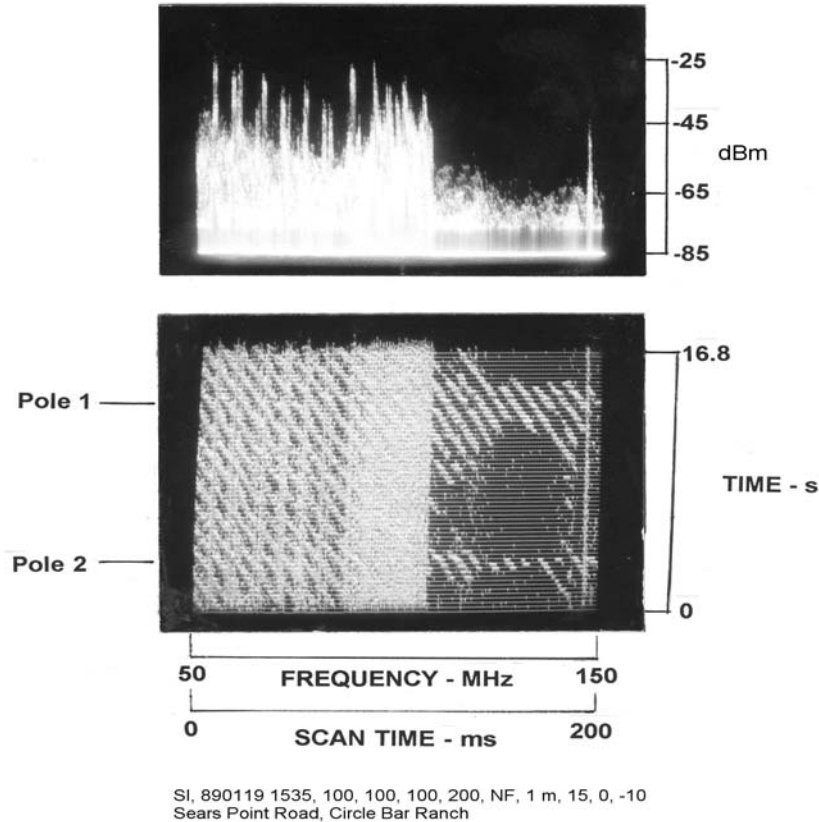 -25
-45
dBm
-65
-85
16.8
Pole 1
TIME - s
Pole 2
0
50 FREQUENCY - MHz 150
0 SCAN TIME - ms 200
SI, 890119 1535, 100, 100, 100, 200, NF, 1 m, 15, 0, -10
Sears Point Road, Circle Bar Ranch